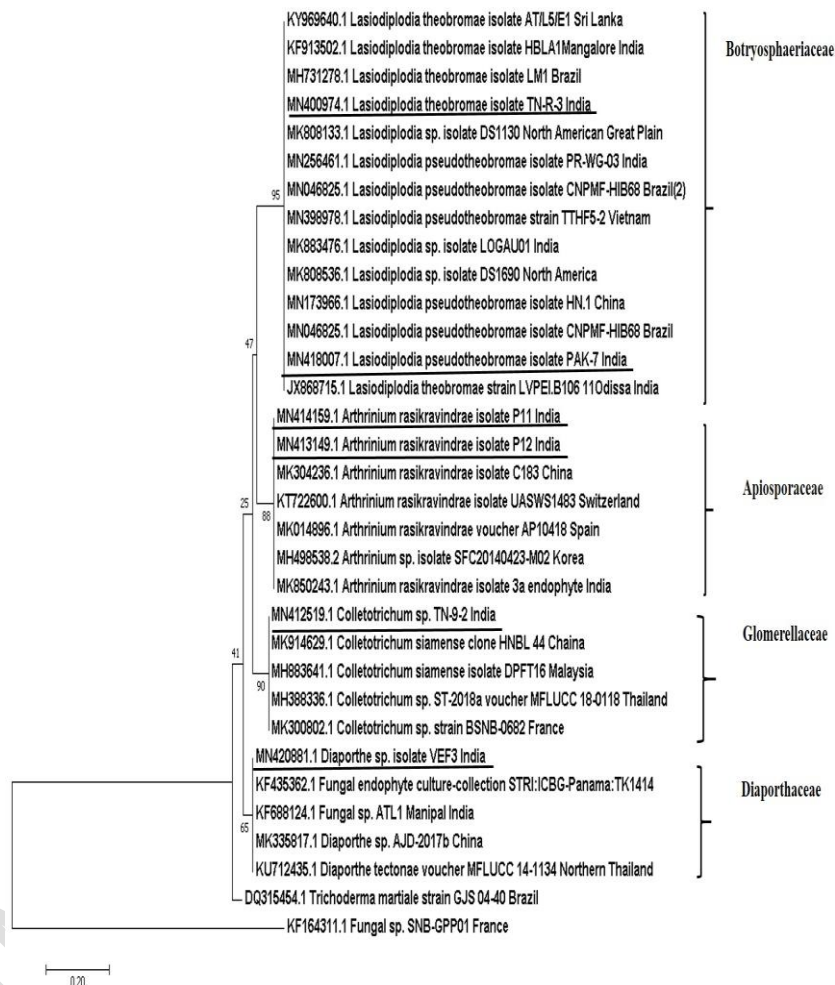 KY969640.1 Lasiodiplodia theobromae isolate AT/L5/E1 Sri Lanka
KF913502.1 Lasiodiplodia theobromae isolate HBLA1Mangalore India
Botryosphaeriaceae
MH731278.1 Lasiodiplodia theobromae isolate LM1 Brazil
MN400974.1 Lasiodiplodia theobromae isolate TN-R-3 India
MK808133.1 Lasiodiplodia sp. isolate DS1130 North American Great Plain
MN256461.1 Lasiodiplodia pseudotheobromae isolate PR-WG-03 India
95
MN046825.1 Lasiodiplodia pseudotheobromae isolate CNPMF-HIB68 Brazil(2)
MN398978.1 Lasiodiplodia pseudotheobromae strain TTHF5-2 Vietnam
MK883476.1 Lasiodiplodia sp. isolate LOGAU01 India
MK808536.1 Lasiodiplodia sp. isolate DS1690 North America
MN173966.1 Lasiodiplodia pseudotheobromae isolate HN.1 China
MN046825.1 Lasiodiplodia pseudotheobromae isolate CNPMF-HIB68 Brazil
47
MN418007.1 Lasiodiplodia pseudotheobromae isolate PAK-7 India
JX868715.1 Lasiodiplodia theobromae strain LVPEI.B106 11Odissa India
MN414159.1 Arthrinium rasikravindrae isolate P11 India
MN413149.1 Arthrinium rasikravindrae isolate P12 India
MK304236.1 Arthrinium rasikravindrae isolate C183 China
Apiosporaceae
KT722600.1 Arthrinium rasikravindrae isolate UASWS1483 Switzerland
25
88
MK014896.1 Arthrinium rasikravindrae voucher AP10418 Spain
MH498538.2 Arthrinium sp. isolate SFC20140423-M02 Korea
MK850243.1 Arthrinium rasikravindrae isolate 3a endophyte India
MN412519.1 Colletotrichum sp. TN-9-2 India
Glomerellaceae
MK914629.1 Colletotrichum siamense clone HNBL 44 Chaina
41
MH883641.1 Colletotrichum siamense isolate DPFT16 Malaysia
90
MH388336.1 Colletotrichum sp. ST-2018a voucher MFLUCC 18-0118 Thailand
MK300802.1 Colletotrichum sp. strain BSNB-0682 France
MN420881.1 Diaporthe sp. isolate VEF3 India
KF435362.1 Fungal endophyte culture-collection STRI:ICBG-Panama:TK1414
Diaporthaceae
KF688124.1 Fungal sp. ATL1 Manipal India
65
MK335817.1 Diaporthe sp. AJD-2017b China
KU712435.1 Diaporthe tectonae voucher MFLUCC 14-1134 Northern Thailand
DQ315454.1 Trichoderma martiale strain GJS 04-40 Brazil
KF164311.1 Fungal sp. SNB-GPP01 France
0.20